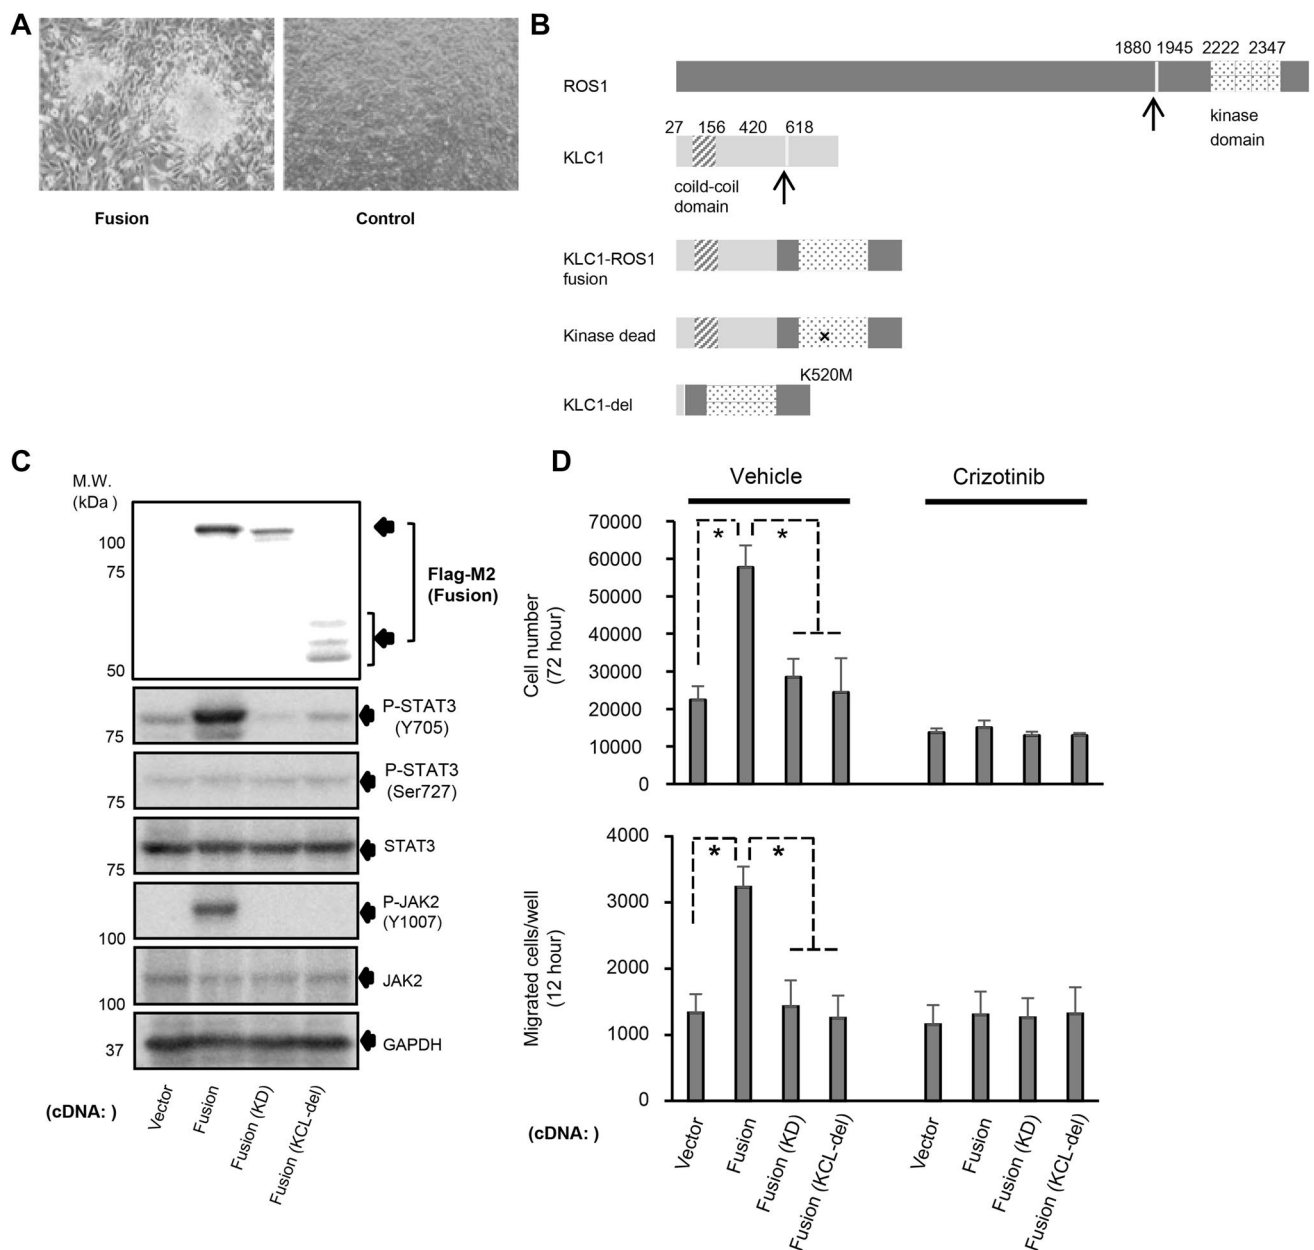 A
Fusion
Control
B
1880 1945 2222 2347
ROS1
kinase
domain
27 156 420 618
KLC1
coild-coil
domain
KLC1-ROS1
fusion
Kinase dead
K520M
KLC1-del
C
M.W.
(kDa )
100
75
50
Flag-M2
(Fusion)
P-STAT3
(Y705)
75
P-STAT3
(Ser727)
75
STAT3
75
P-JAK2
(Y1007)
100
JAK2
100
GAPDH
37
(cDNA: )
Vector
Fusion
Fusion (KD)
Fusion (KCL-del)
D
Vehicle
Crizotinib
Cell number
(72 hour)
70000
60000
50000
40000
30000
20000
10000
0
* *
Migrated cells/well
(12 hour)
4000
3000
2000
1000
0
* *
(cDNA: )
Vector
Fusion
Fusion (KD)
Fusion (KCL-del)
Vector
Fusion
Fusion (KD)
Fusion (KCL-del)